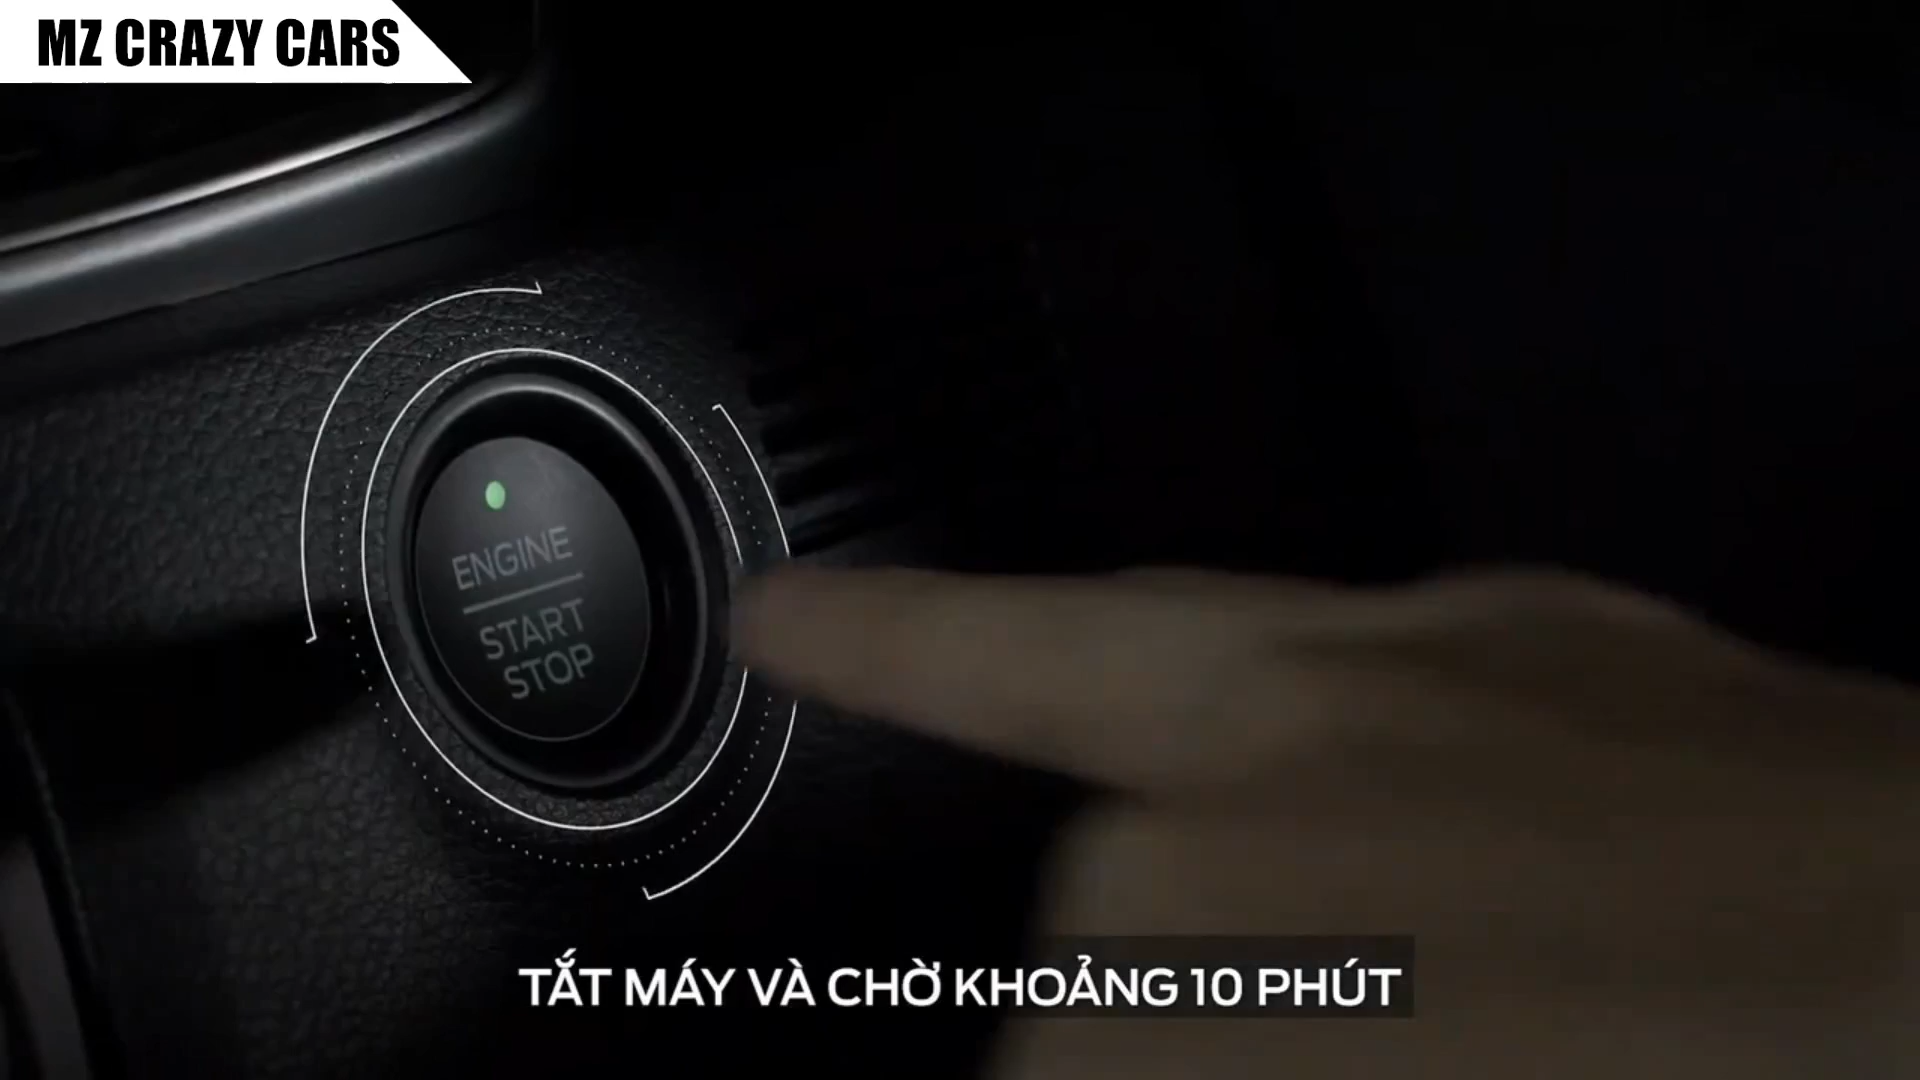 MZ CRAZY CARS
ENGINE
START
STOP
TẮT MÁY VÀ CHỜ KHOẢNG 10 PHÚT